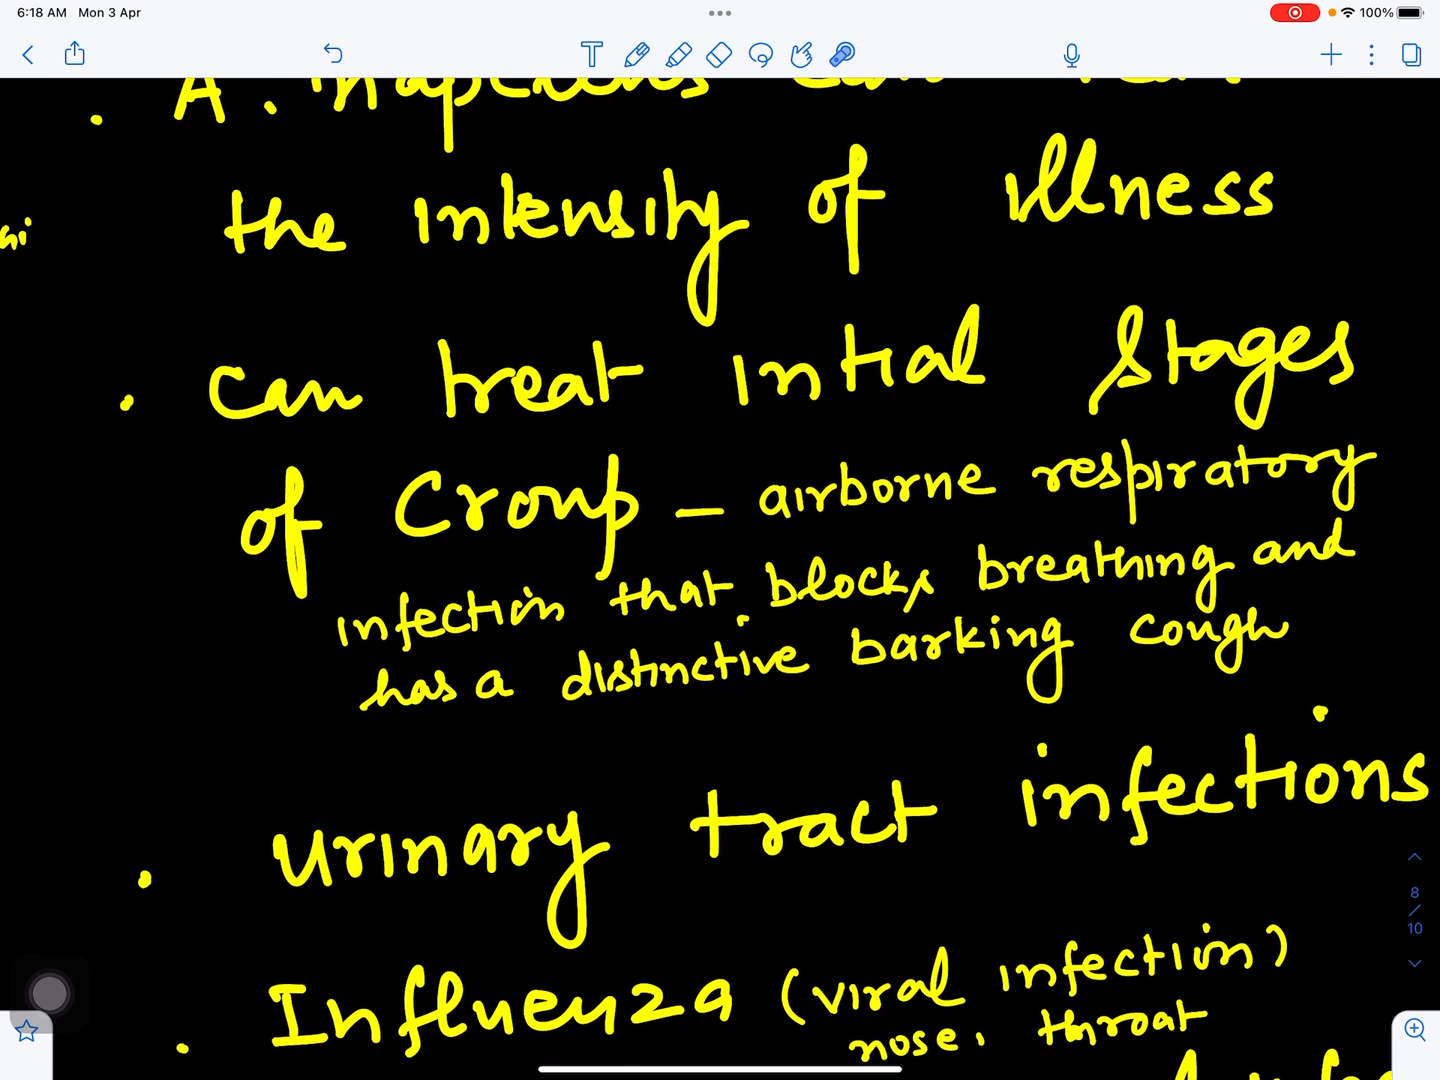 6:18 AM Mon 3 Apr
100%
. A.
the intensity of illness
. can treat intial stages
of Croup - airborne respiratory
infection that blocks breathing and
has a distinctive barking cough
. urinary tract infections
. Influenza (viral infection)
nose, throat
8
/
10